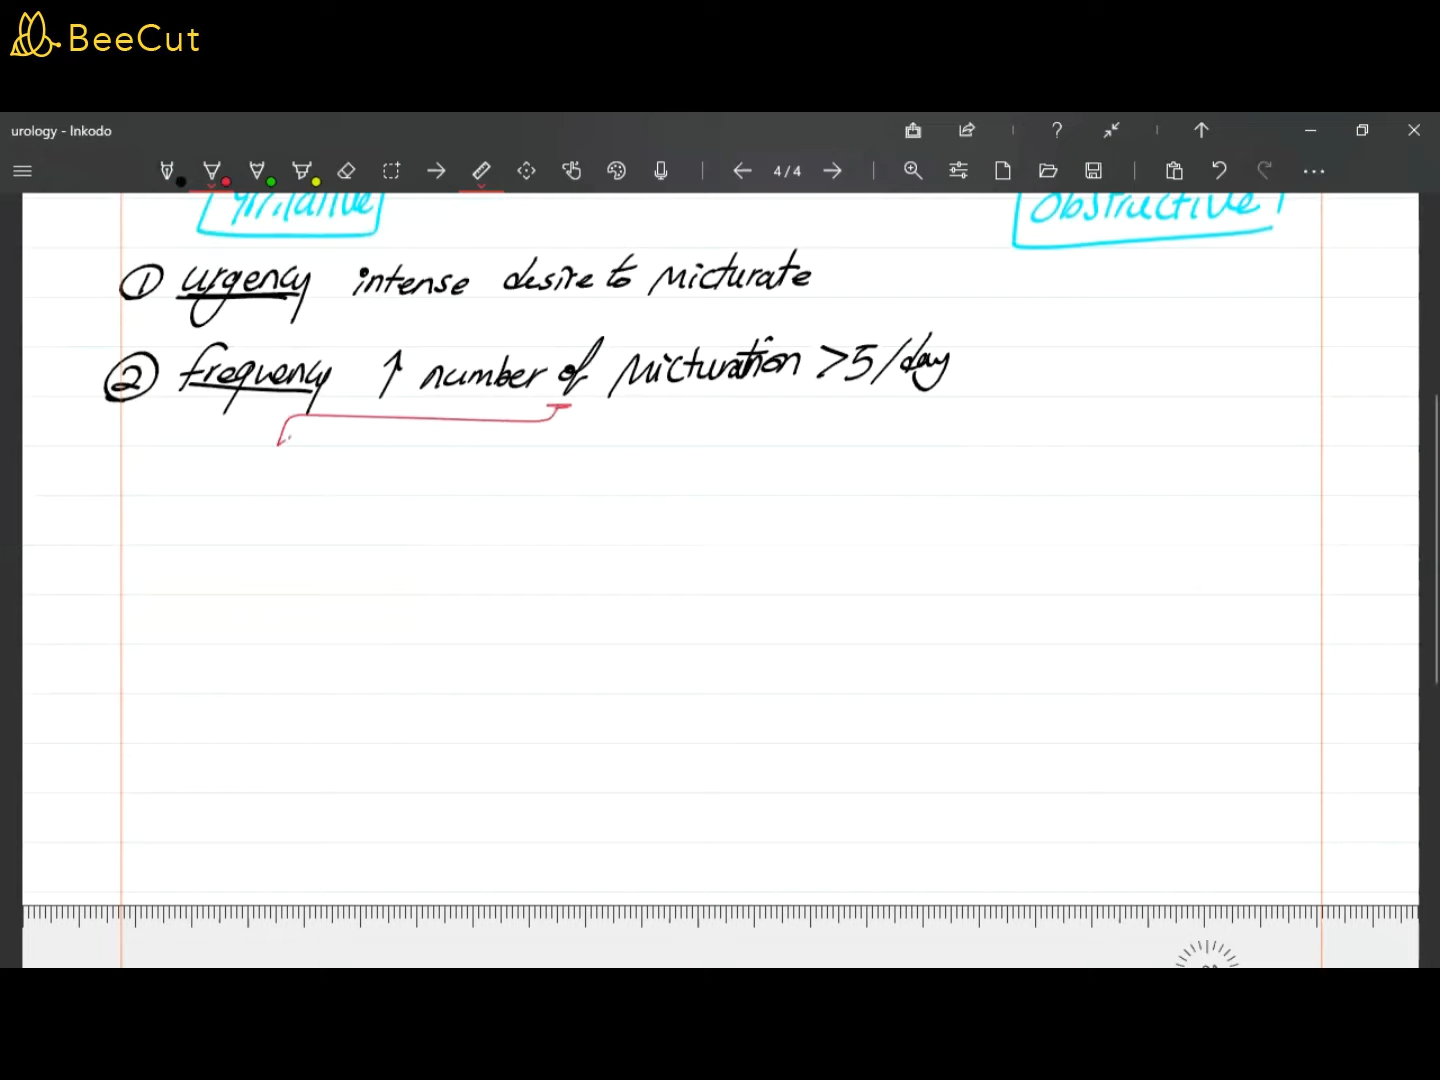 BeeCut
urology - Inkodo
4/4
Irritative
Obstructive
① urgency intense desire to Micturate
② frequency ↑ number of Micturation >5/day